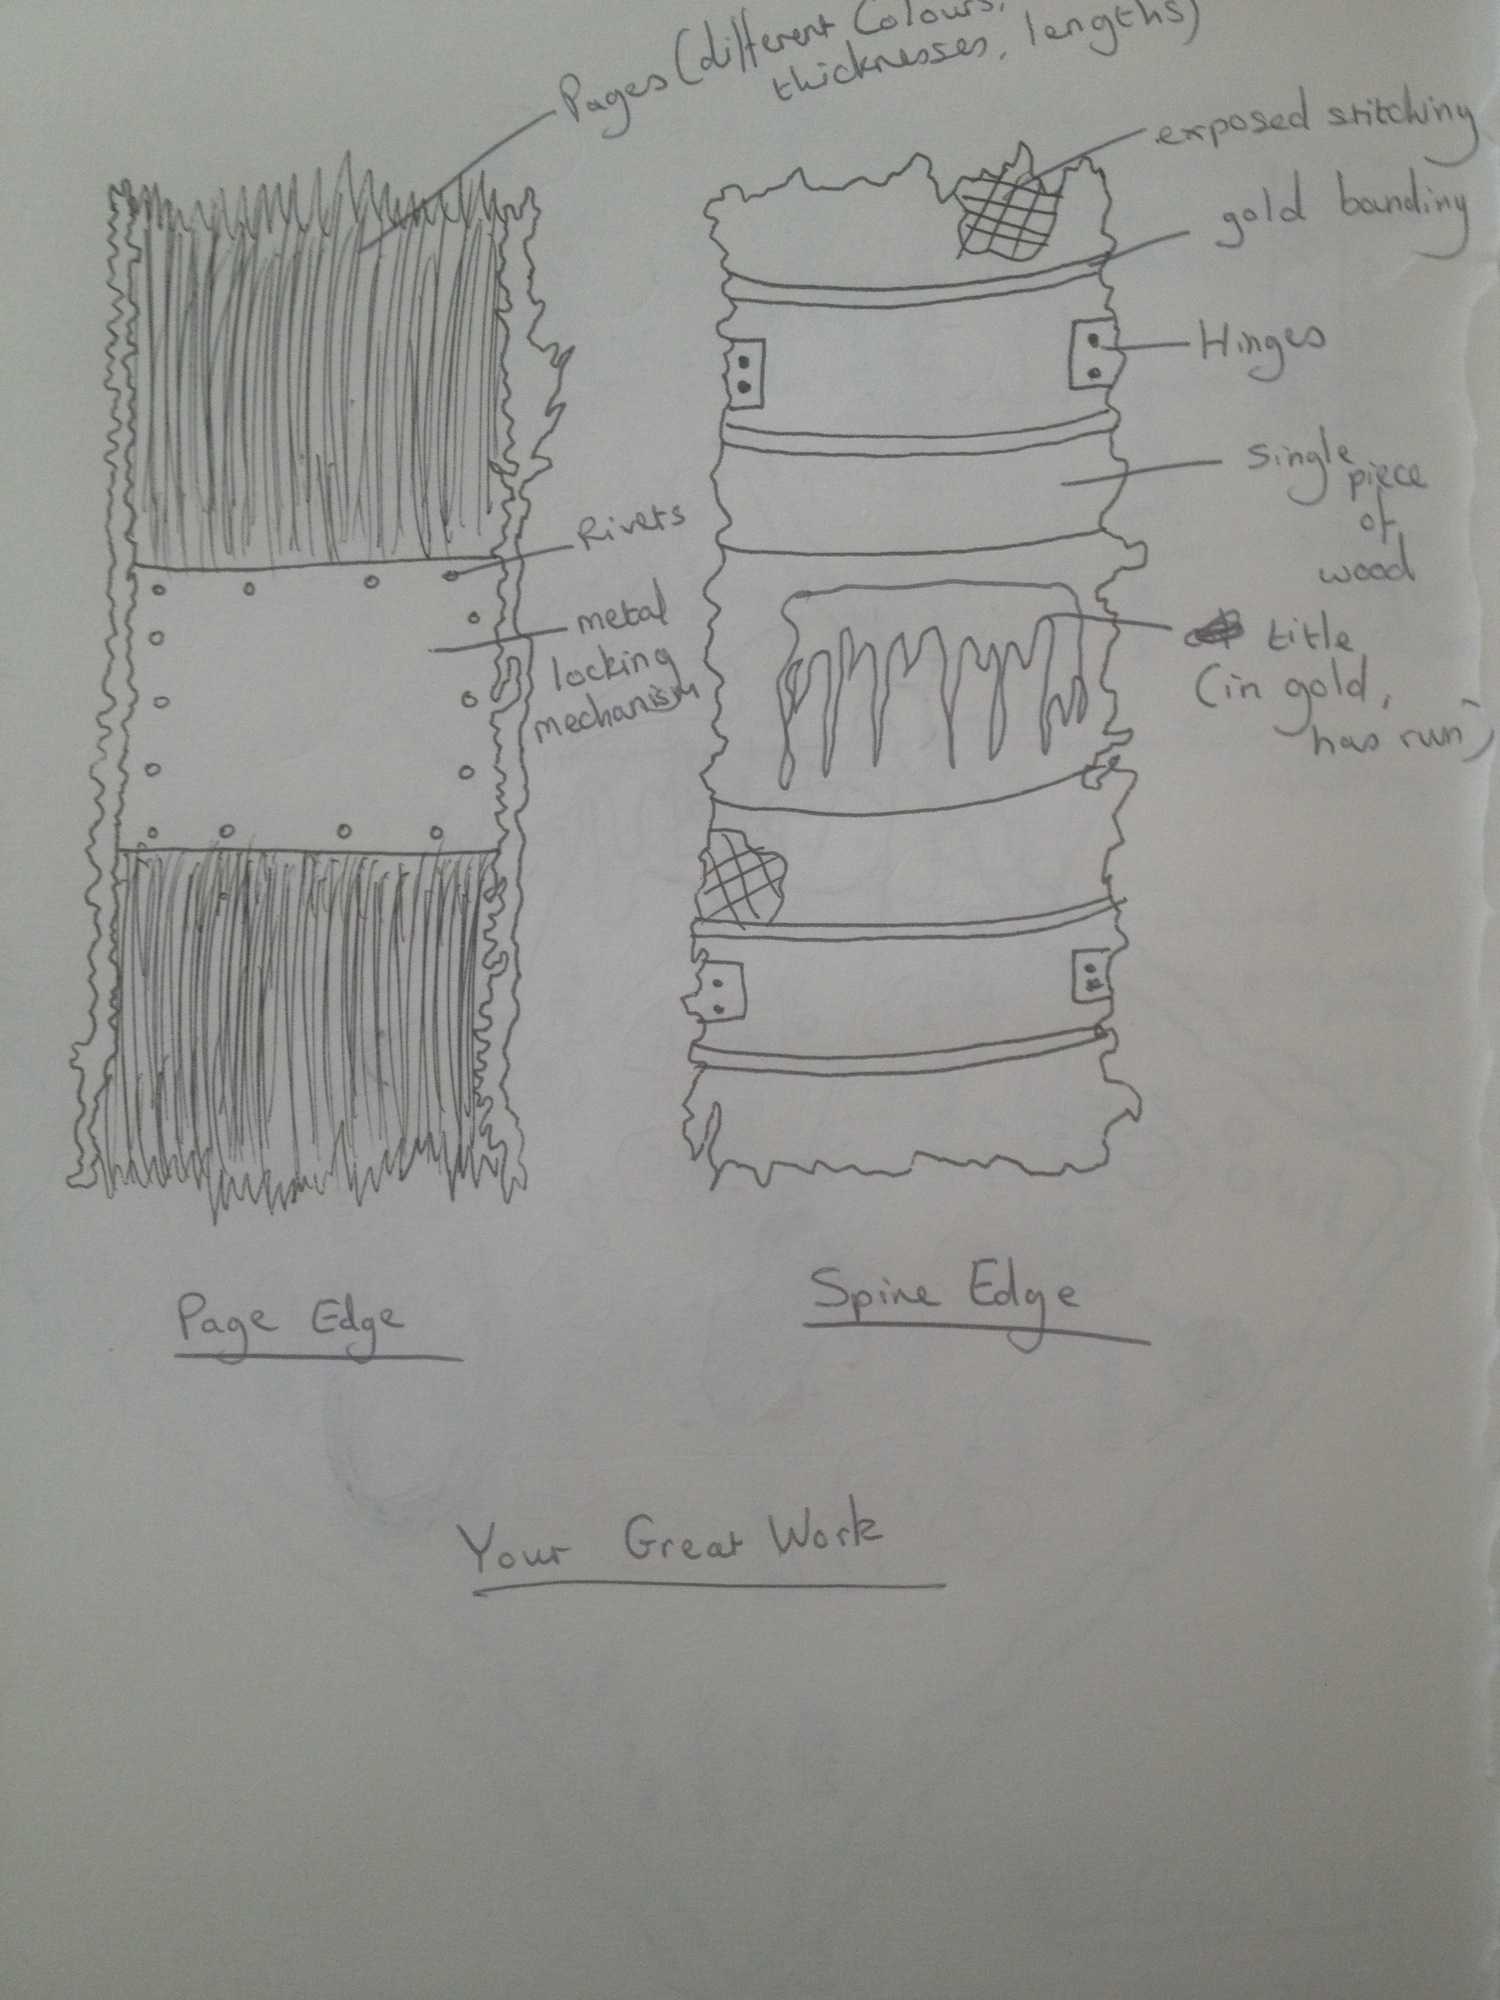 Pages (different Colours,
thicknesses, lengths)
exposed stitching
gold banding
Hinges
single
piece
of
wood
Rivets
metal
locking
mechanism
title
(in gold,
has run)
Page Edge
Spine Edge
Your Great Work